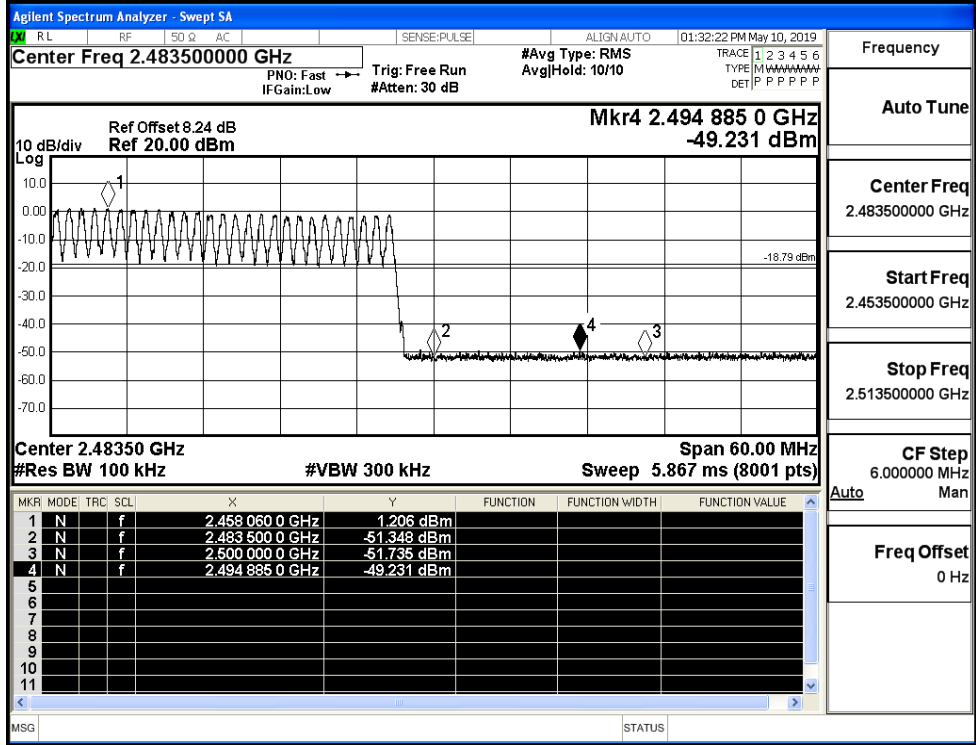 Agilent Spectrum Analyzer - Swept SA
LXI RL RF 50 Ω AC SENSE:PULSE ALIGN AUTO 01:32:22 PM May 10, 2019
Center Freq 2.483500000 GHz
PNO: Fast
IFGain:Low
Trig: Free Run
#Atten: 30 dB
#Avg Type: RMS
Avg|Hold: 10/10
TRACE 1 2 3 4 5 6
TYPE M WWWWW
DET P P P P P P
Frequency
Auto Tune
Center Freq
2.483500000 GHz
Start Freq
2.453500000 GHz
Stop Freq
2.513500000 GHz
CF Step
6.000000 MHz
Auto Man
Freq Offset
0 Hz
Mkr4 2.494 885 0 GHz
-49.231 dBm
Ref Offset 8.24 dB
10 dB/div Ref 20.00 dBm
Log
10.0
0.00
-10.0
-20.0
-30.0
-40.0
-50.0
-60.0
-70.0
1
2
4
3
-18.79 dBm
Center 2.48350 GHz Span 60.00 MHz
#Res BW 100 kHz #VBW 300 kHz Sweep 5.867 ms (8001 pts)
MKR MODE TRC SCL X Y FUNCTION FUNCTION WIDTH FUNCTION VALUE
1 N f 2.458 060 0 GHz 1.206 dBm
2 N f 2.483 500 0 GHz -51.348 dBm
3 N f 2.500 000 0 GHz -51.735 dBm
4 N f 2.494 885 0 GHz -49.231 dBm
5
6
7
8
9
10
11
MSG STATUS